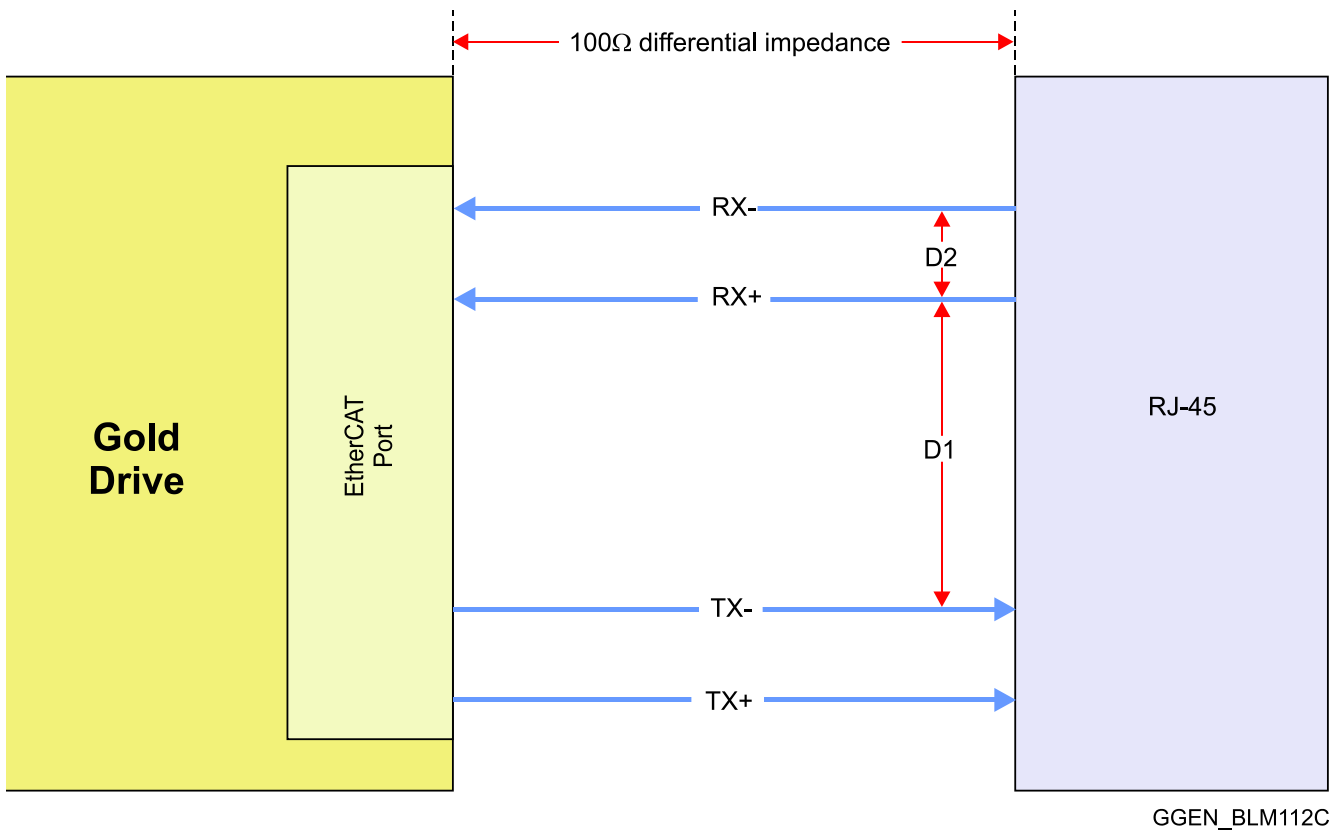 100Ω differential impedance
RX-
D2
RX+
Gold
Drive
EtherCAT
Port
D1
RJ-45
TX-
TX+
GGEN_BLM112C